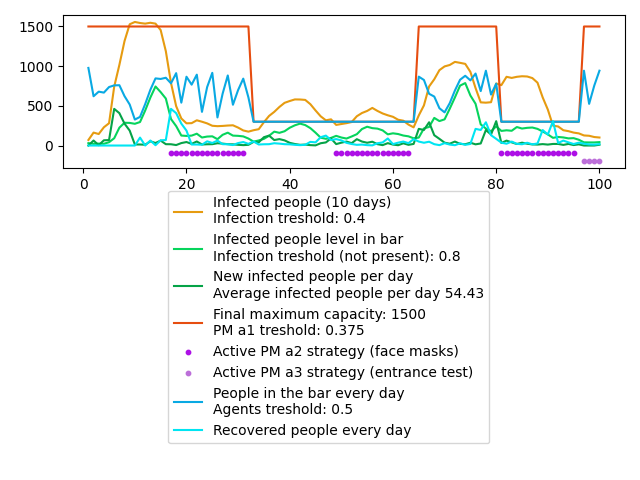 1500
1000
500
0
0 20 40 60 80 100
Infected people (10 days)
Infection treshold: 0.4
Infected people level in bar
Infection treshold (not present): 0.8
New infected people per day
Average infected people per day 54.43
Final maximum capacity: 1500
PM a1 treshold: 0.375
Active PM a2 strategy (face masks)
Active PM a3 strategy (entrance test)
People in the bar every day
Agents treshold: 0.5
Recovered people every day